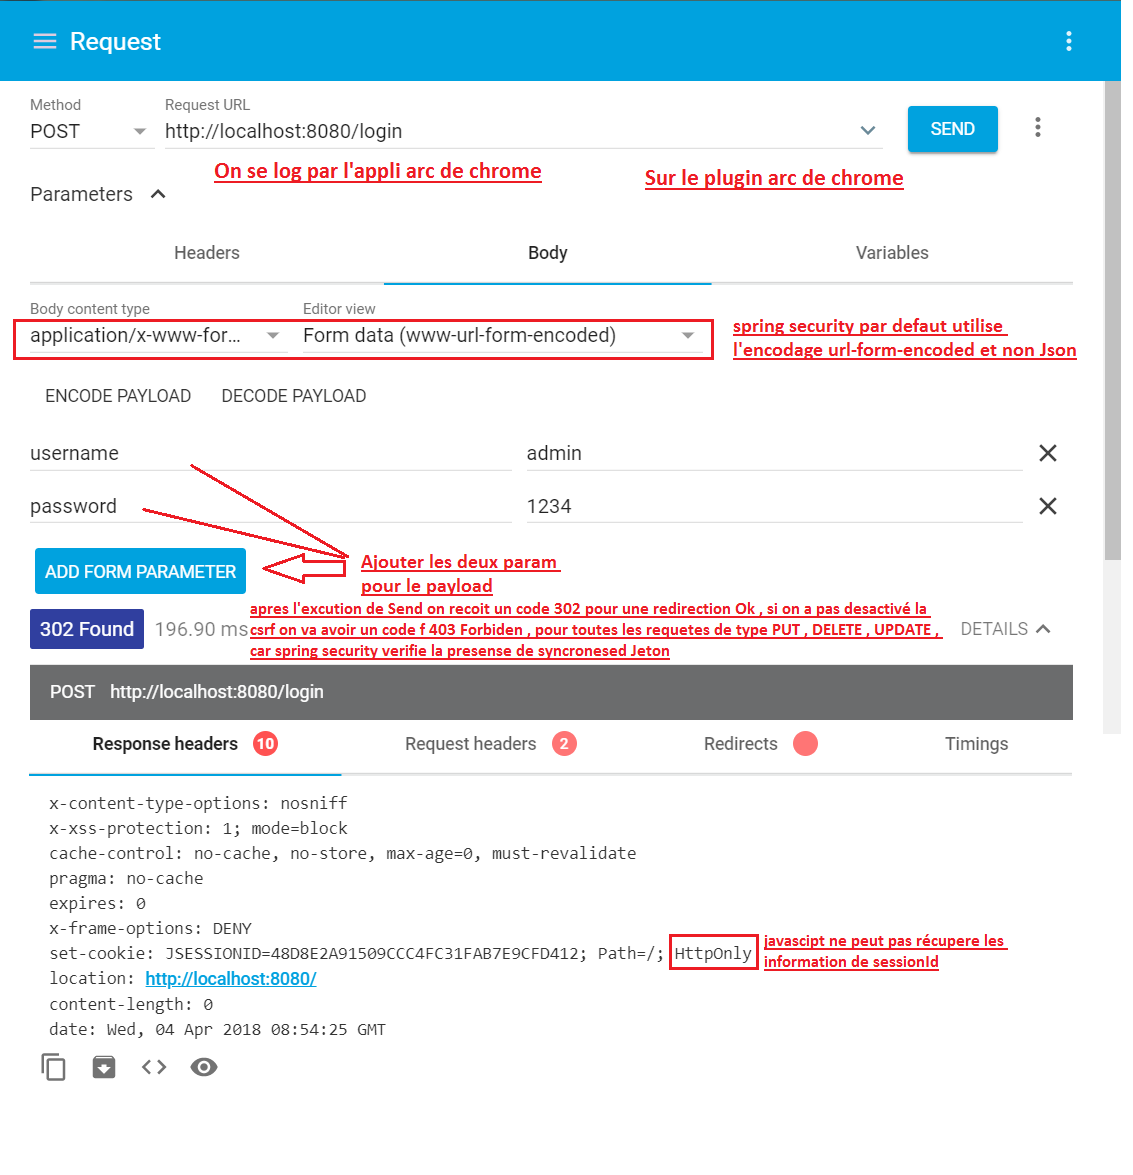 Request
Method
Request URL
POST
http://localhost:8080/login
SEND
On se log par l'appli arc de chrome
Sur le plugin arc de chrome
Parameters
Headers
Body
Variables
Body content type
Editor view
application/x-www-for...
Form data (www-url-form-encoded)
spring security par defaut utilise
l'encodage url-form-encoded et non Json
ENCODE PAYLOAD
DECODE PAYLOAD
username
admin
password
1234
ADD FORM PARAMETER
Ajouter les deux param
pour le payload
302 Found
196.90 ms
apres l'excution de Send on recoit un code 302 pour une redirection Ok , si on a pas desactivé la
csrf on va avoir un code f 403 Forbiden , pour toutes les requetes de type PUT , DELETE , UPDATE ,
car spring security verifie la presense de syncronesed Jeton
DETAILS
POST http://localhost:8080/login
Response headers 10
Request headers 2
Redirects
Timings
x-content-type-options: nosniff
x-xss-protection: 1; mode=block
cache-control: no-cache, no-store, max-age=0, must-revalidate
pragma: no-cache
expires: 0
x-frame-options: DENY
set-cookie: JSESSIONID=48D8E2A91509CCC4FC31FAB7E9CFD412; Path=/; HttpOnly
javascipt ne peut pas récupere les
information de sessionId
location: http://localhost:8080/
content-length: 0
date: Wed, 04 Apr 2018 08:54:25 GMT